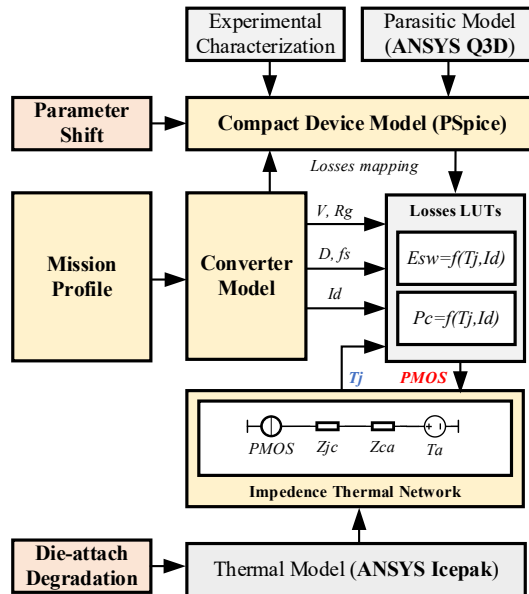 Experimental
Characterization
Parasitic Model
(ANSYS Q3D)
Parameter
Shift
Compact Device Model (PSpice)
Losses mapping
Mission
Profile
Converter
Model
V, Rg
D, fs
Id
Losses LUTs
Esw=f(Tj,Id)
Pc=f(Tj,Id)
Tj
PMOS
PMOS
Zjc
Zca
Ta
Impedence Thermal Network
Die-attach
Degradation
Thermal Model (ANSYS Icepak)